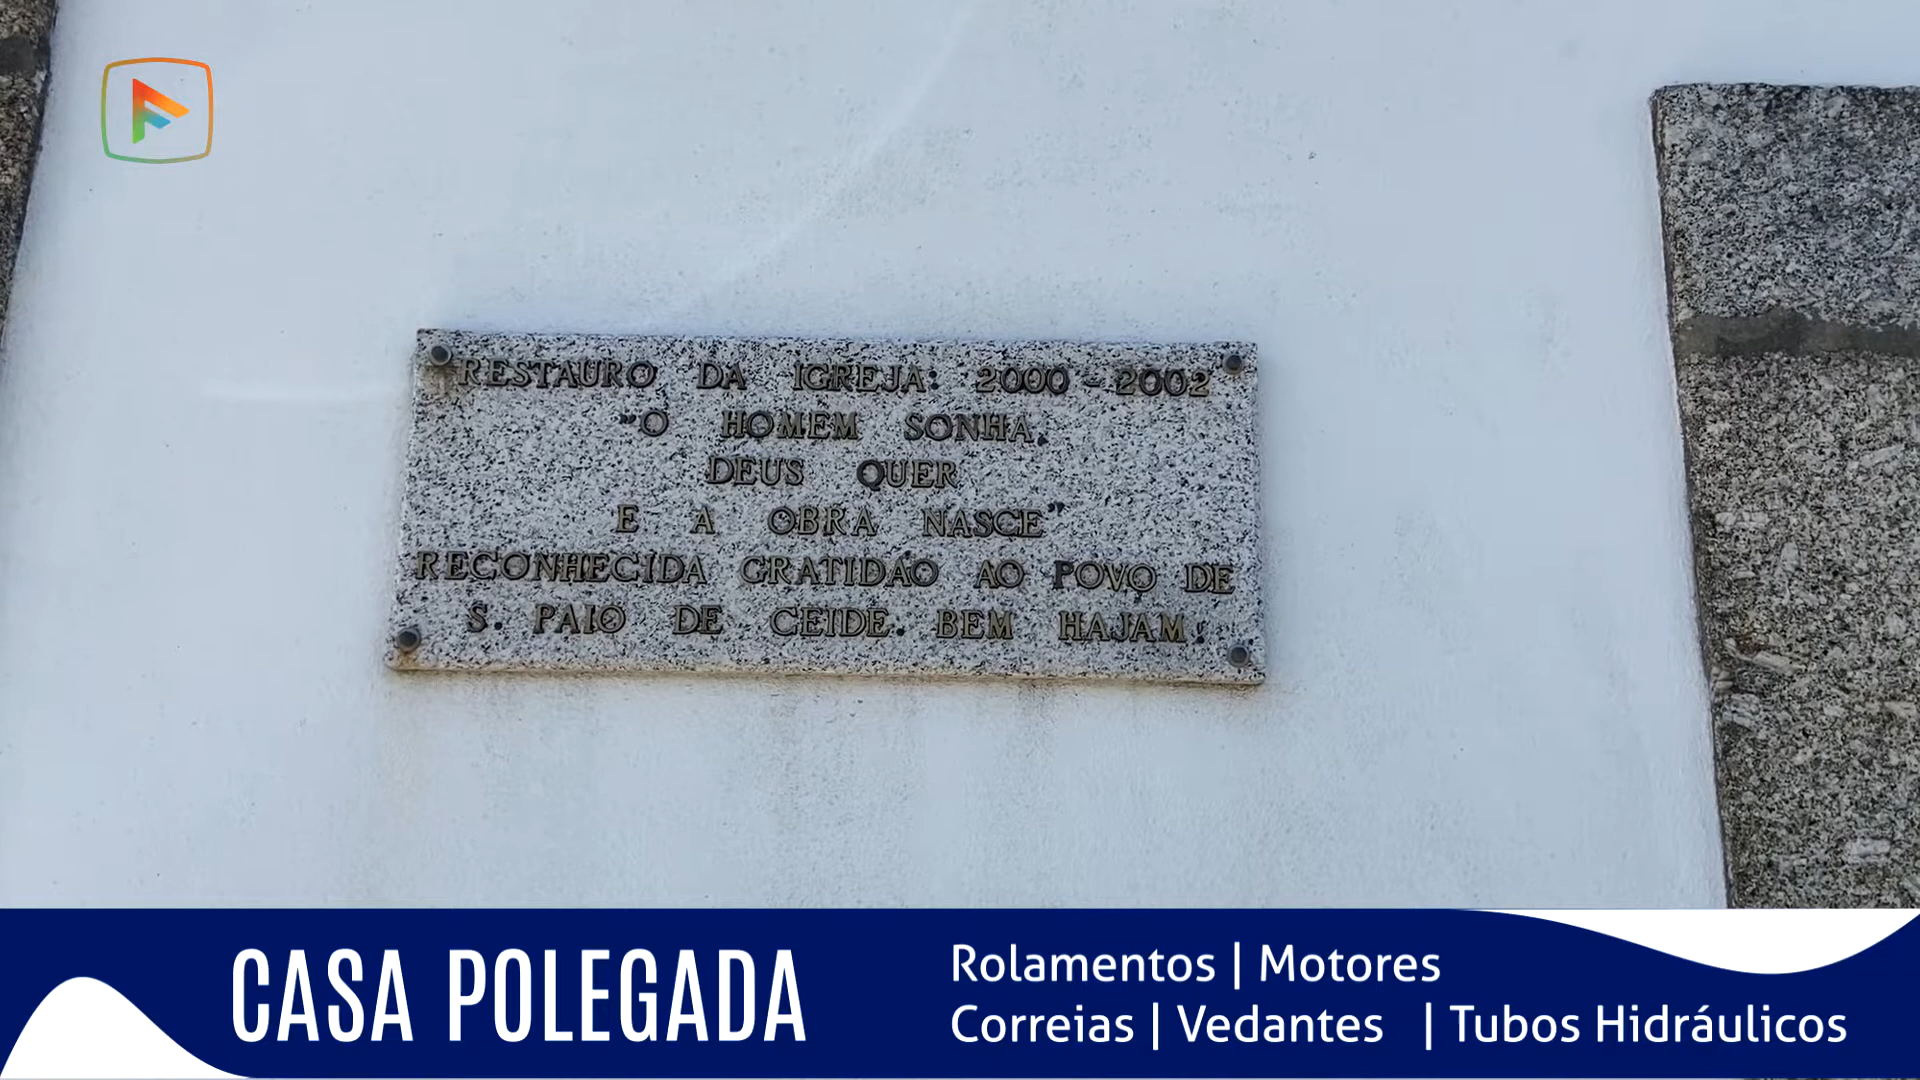 RESTAURO DA IGREJA: 2000 - 2002
"O HOMEM SONHA,
DEUS QUER
E A OBRA NASCE"
RECONHECIDA GRATIDÃO AO POVO DE
S. PAIO DE CEIDE. BEM HAJAM!
CASA POLEGADA
Rolamentos | Motores
Correias | Vedantes | Tubos Hidráulicos